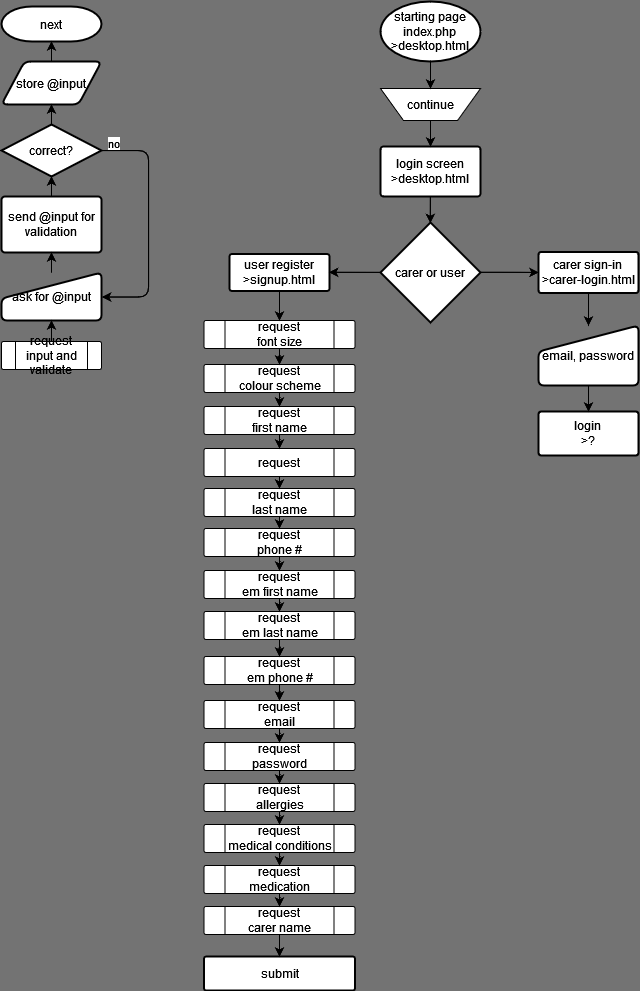 next
store @input
correct?
no
send @input for
validation
ask for @input
request
input and
validate
starting page
index.php
>desktop.html
continue
login screen
>desktop.html
carer or user
user register
>signup.html
request
font size
request
colour scheme
request
first name
request
request
last name
request
phone #
request
em first name
request
em last name
request
em phone #
request
email
request
password
request
allergies
request
medical conditions
request
medication
request
carer name
submit
carer sign-in
>carer-login.html
email, password
login
>?